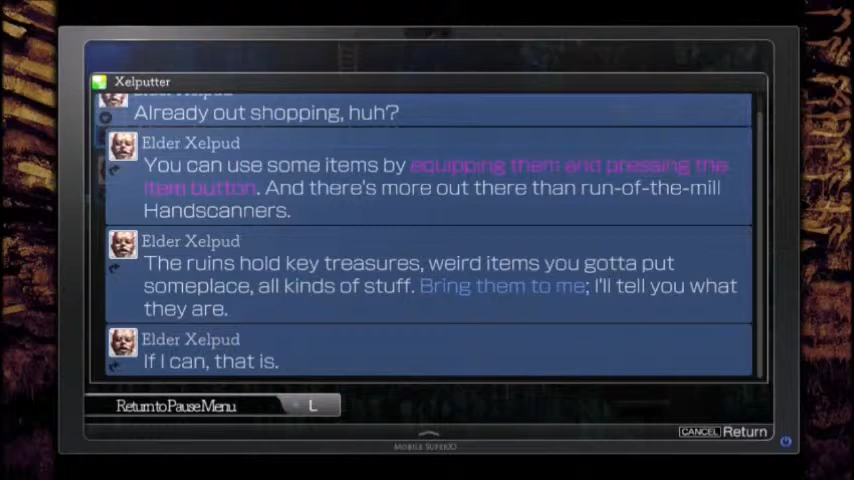 Xelputter
Elder Xelpud
Already out shopping, huh?
Elder Xelpud
You can use some items by equipping them and pressing the
item button. And there's more out there than run-of-the-mill
Handscanners.
Elder Xelpud
The ruins hold key treasures, weird items you gotta put
someplace, all kinds of stuff. Bring them to me; I'll tell you what
they are.
Elder Xelpud
If I can, that is.
Return to Pause Menu L
CANCEL Return
MOBILE SUPERX3